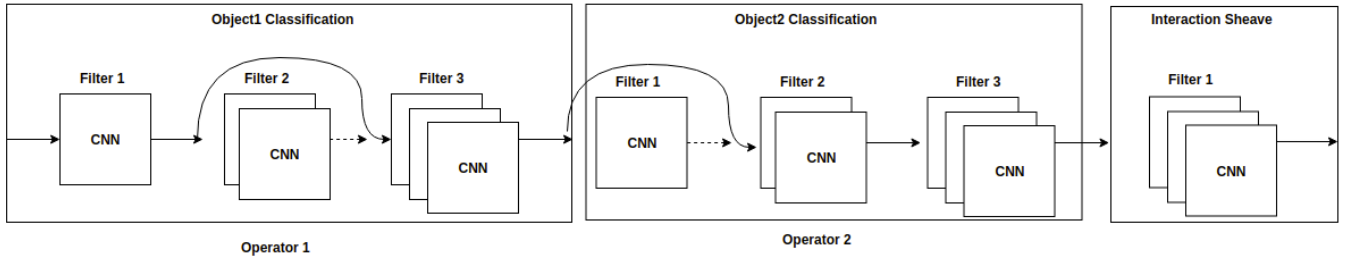 Object1 Classification
Object2 Classification
Interaction Sheave
Filter 1
Filter 2
Filter 3
Filter 1
Filter 2
Filter 3
Filter 1
CNN
CNN
CNN
CNN
CNN
CNN
CNN
Operator 1
Operator 2